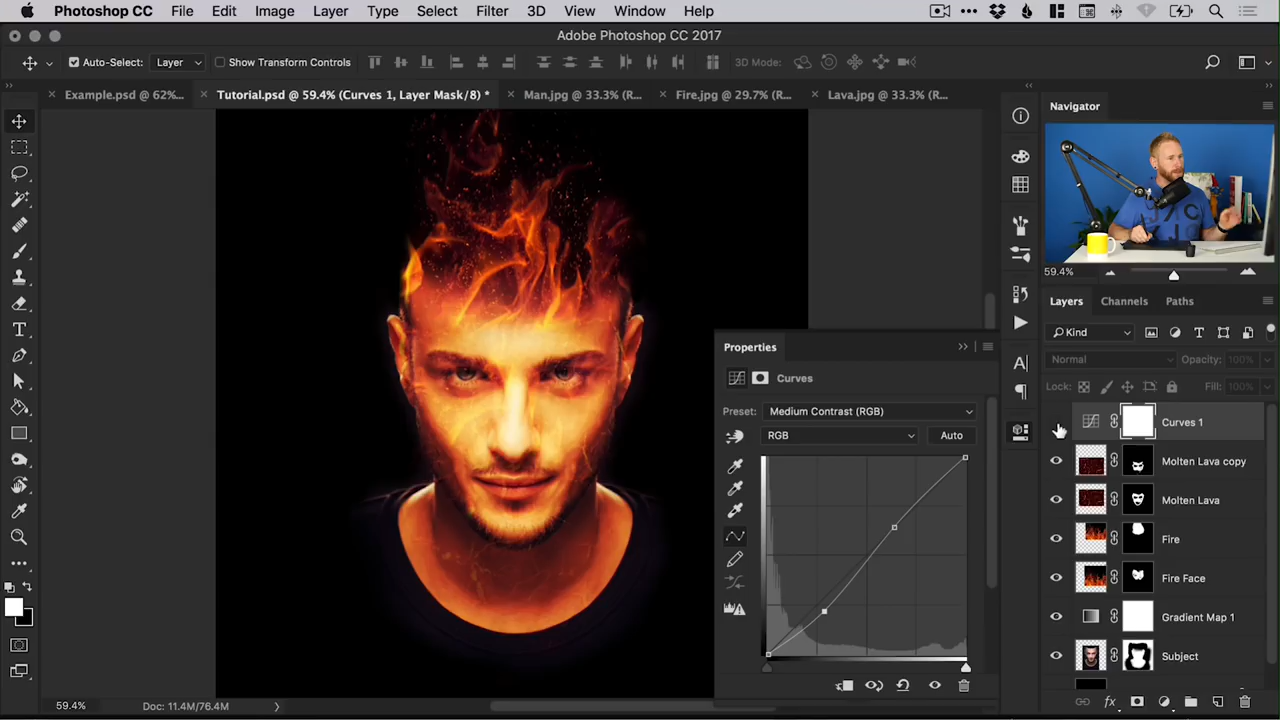 Photoshop CC File Edit Image Layer Type Select Filter 3D View Window Help
Adobe Photoshop CC 2017
Auto-Select: Layer Show Transform Controls 3D Mode:
Example.psd @ 62%... Tutorial.psd @ 59.4% (Curves 1, Layer Mask/8) * Man.jpg @ 33.3% (R... Fire.jpg @ 29.7% (R... Lava.jpg @ 33.3% (R...
Navigator
59.4%
Layers Channels Paths
Kind
Normal Opacity: 100%
Lock: Fill: 100%
Curves 1
Molten Lava copy
Molten Lava
Fire
Fire Face
Gradient Map 1
Subject
Properties
Curves
Preset: Medium Contrast (RGB)
RGB Auto
59.4% Doc: 11.4M/76.4M